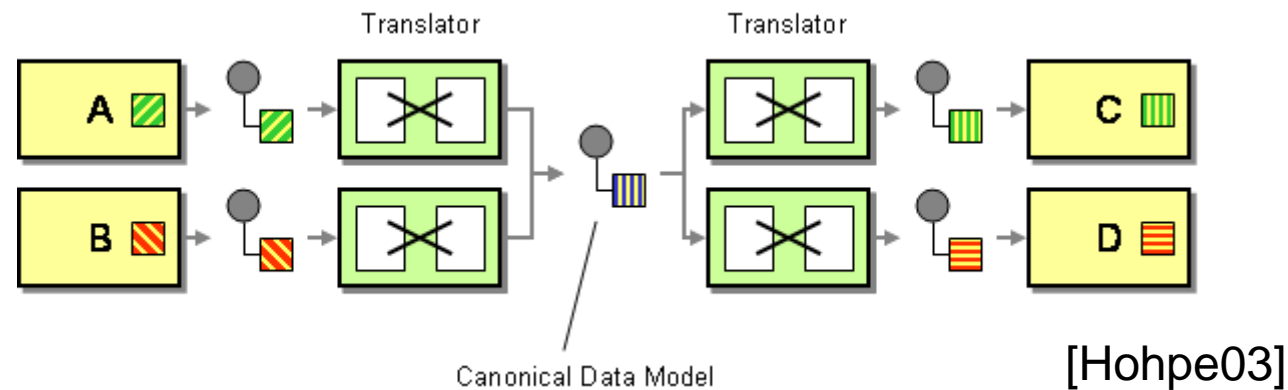 Translator Translator
A C
B D
Canonical Data Model
[Hohpe03]